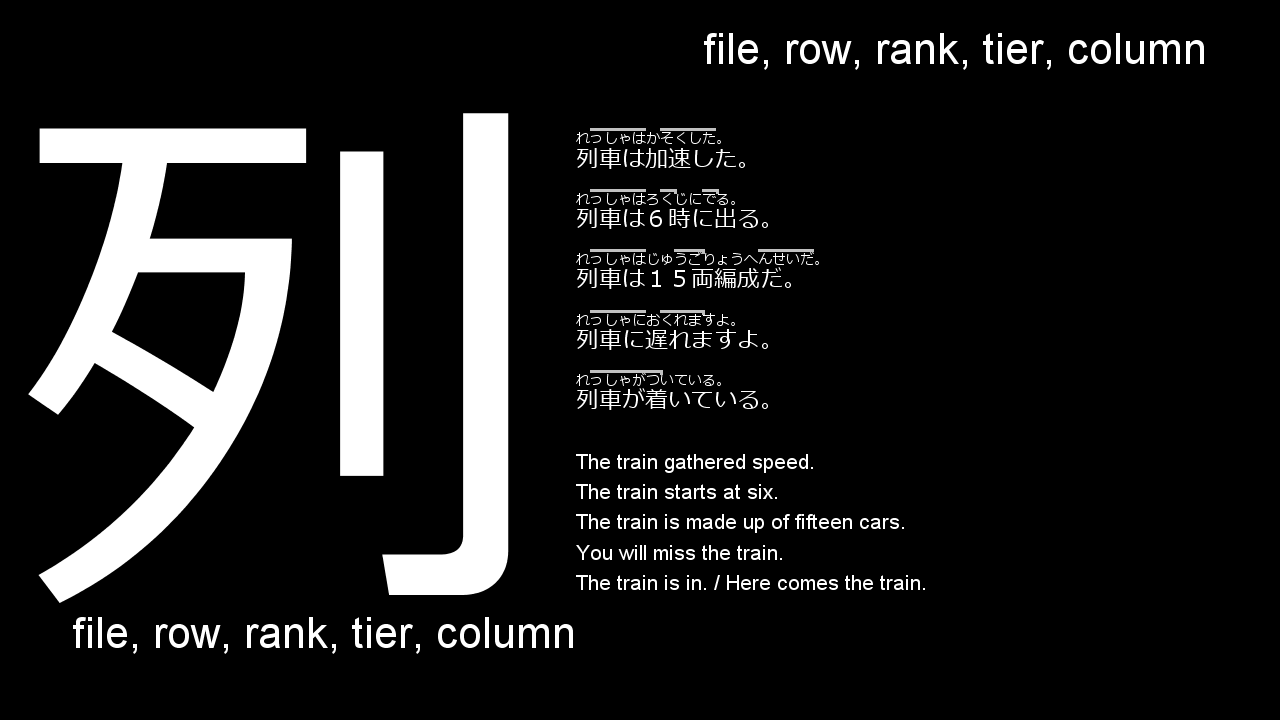 file, row, rank, tier, column
列
れっしゃはかそくした。
列車は加速した。
れっしゃはろくじにでる。
列車は６時に出る。
れっしゃはじゅうごりょうへんせいだ。
列車は１５両編成だ。
れっしゃにおくれますよ。
列車に遅れますよ。
れっしゃがついている。
列車が着いている。
The train gathered speed.
The train starts at six.
The train is made up of fifteen cars.
You will miss the train.
The train is in. / Here comes the train.
file, row, rank, tier, column